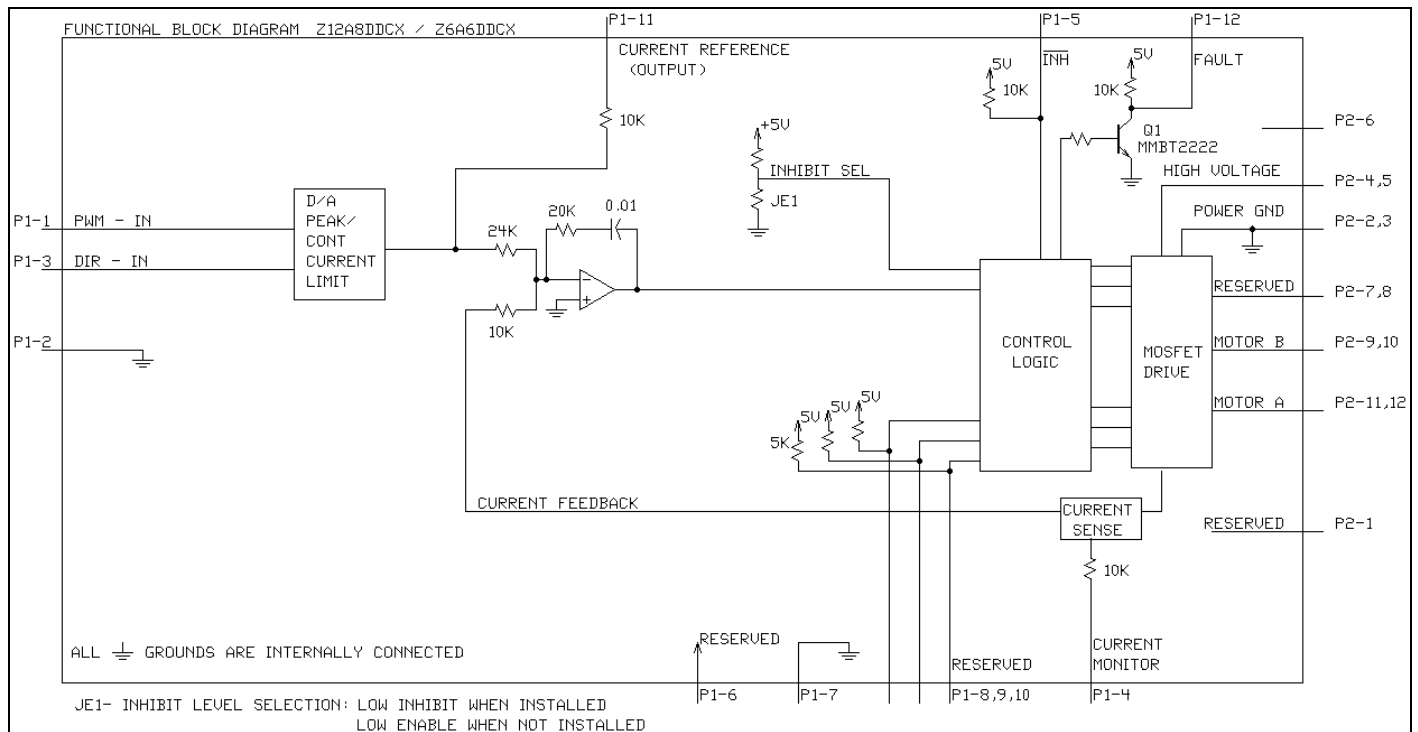 P1-11
P1-5
P1-12
FUNCTIONAL BLOCK DIAGRAM Z12A8DDCX / Z6A6DDCX
CURRENT REFERENCE
(OUTPUT)
10K
5V
10K
INH
5V
10K
FAULT
Q1
MMBT2222
P2-6
+5V
INHIBIT SEL
JE1
HIGH VOLTAGE
P2-4,5
POWER GND
P2-2,3
P1-1
PWM - IN
P1-3
DIR - IN
D/A
PEAK/
CONT
CURRENT
LIMIT
24K
20K
0.01
-
+
10K
P1-2
CONTROL
LOGIC
MOSFET
DRIVE
RESERVED
P2-7,8
MOTOR B
P2-9,10
MOTOR A
P2-11,12
5V
5V
5V
5K
CURRENT FEEDBACK
CURRENT
SENSE
RESERVED
P2-1
10K
ALL GROUNDS ARE INTERNALLY CONNECTED
RESERVED
RESERVED
CURRENT
MONITOR
P1-6
P1-7
P1-8,9,10
P1-4
JE1- INHIBIT LEVEL SELECTION: LOW INHIBIT WHEN INSTALLED
LOW ENABLE WHEN NOT INSTALLED